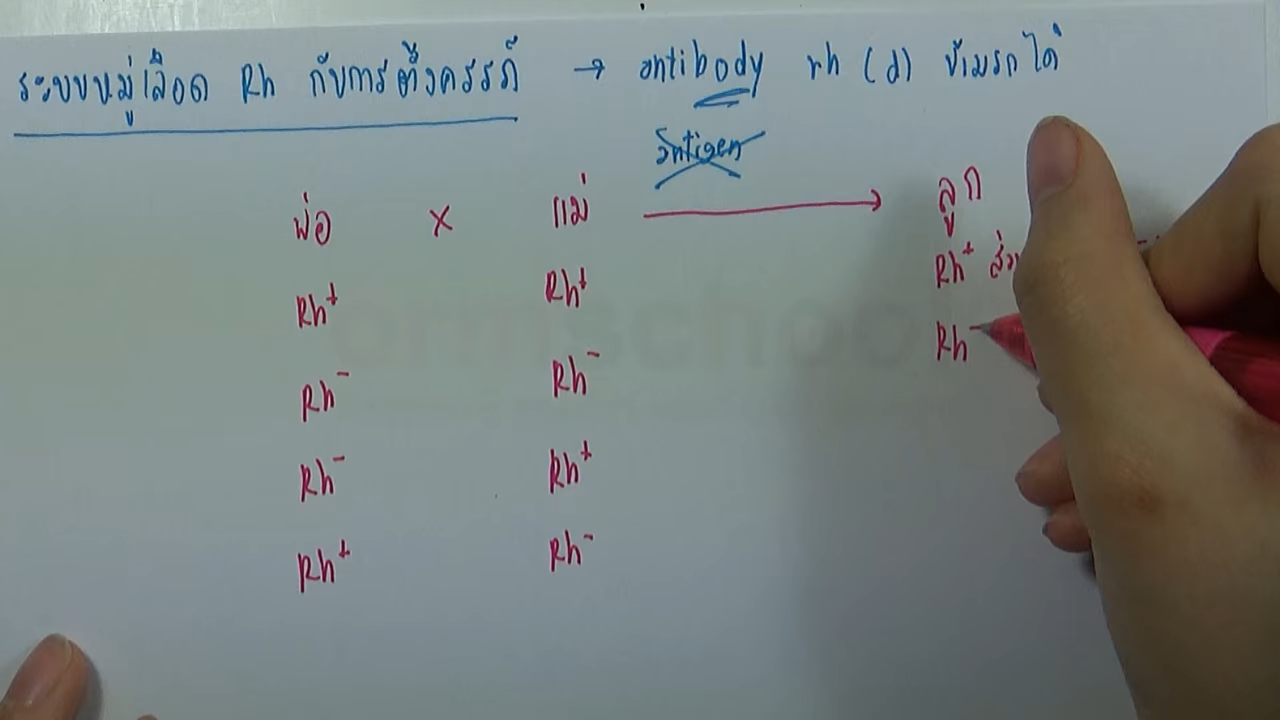 ระบบหมู่เลือด Rh กับการตั้งครรภ์ → antibody rh (d) ข้ามรกได้
antigen
พ่อ x แม่ → ลูก
Rh+ Rh+ Rh+
Rh- Rh- Rh-
Rh- Rh+
Rh+ Rh-